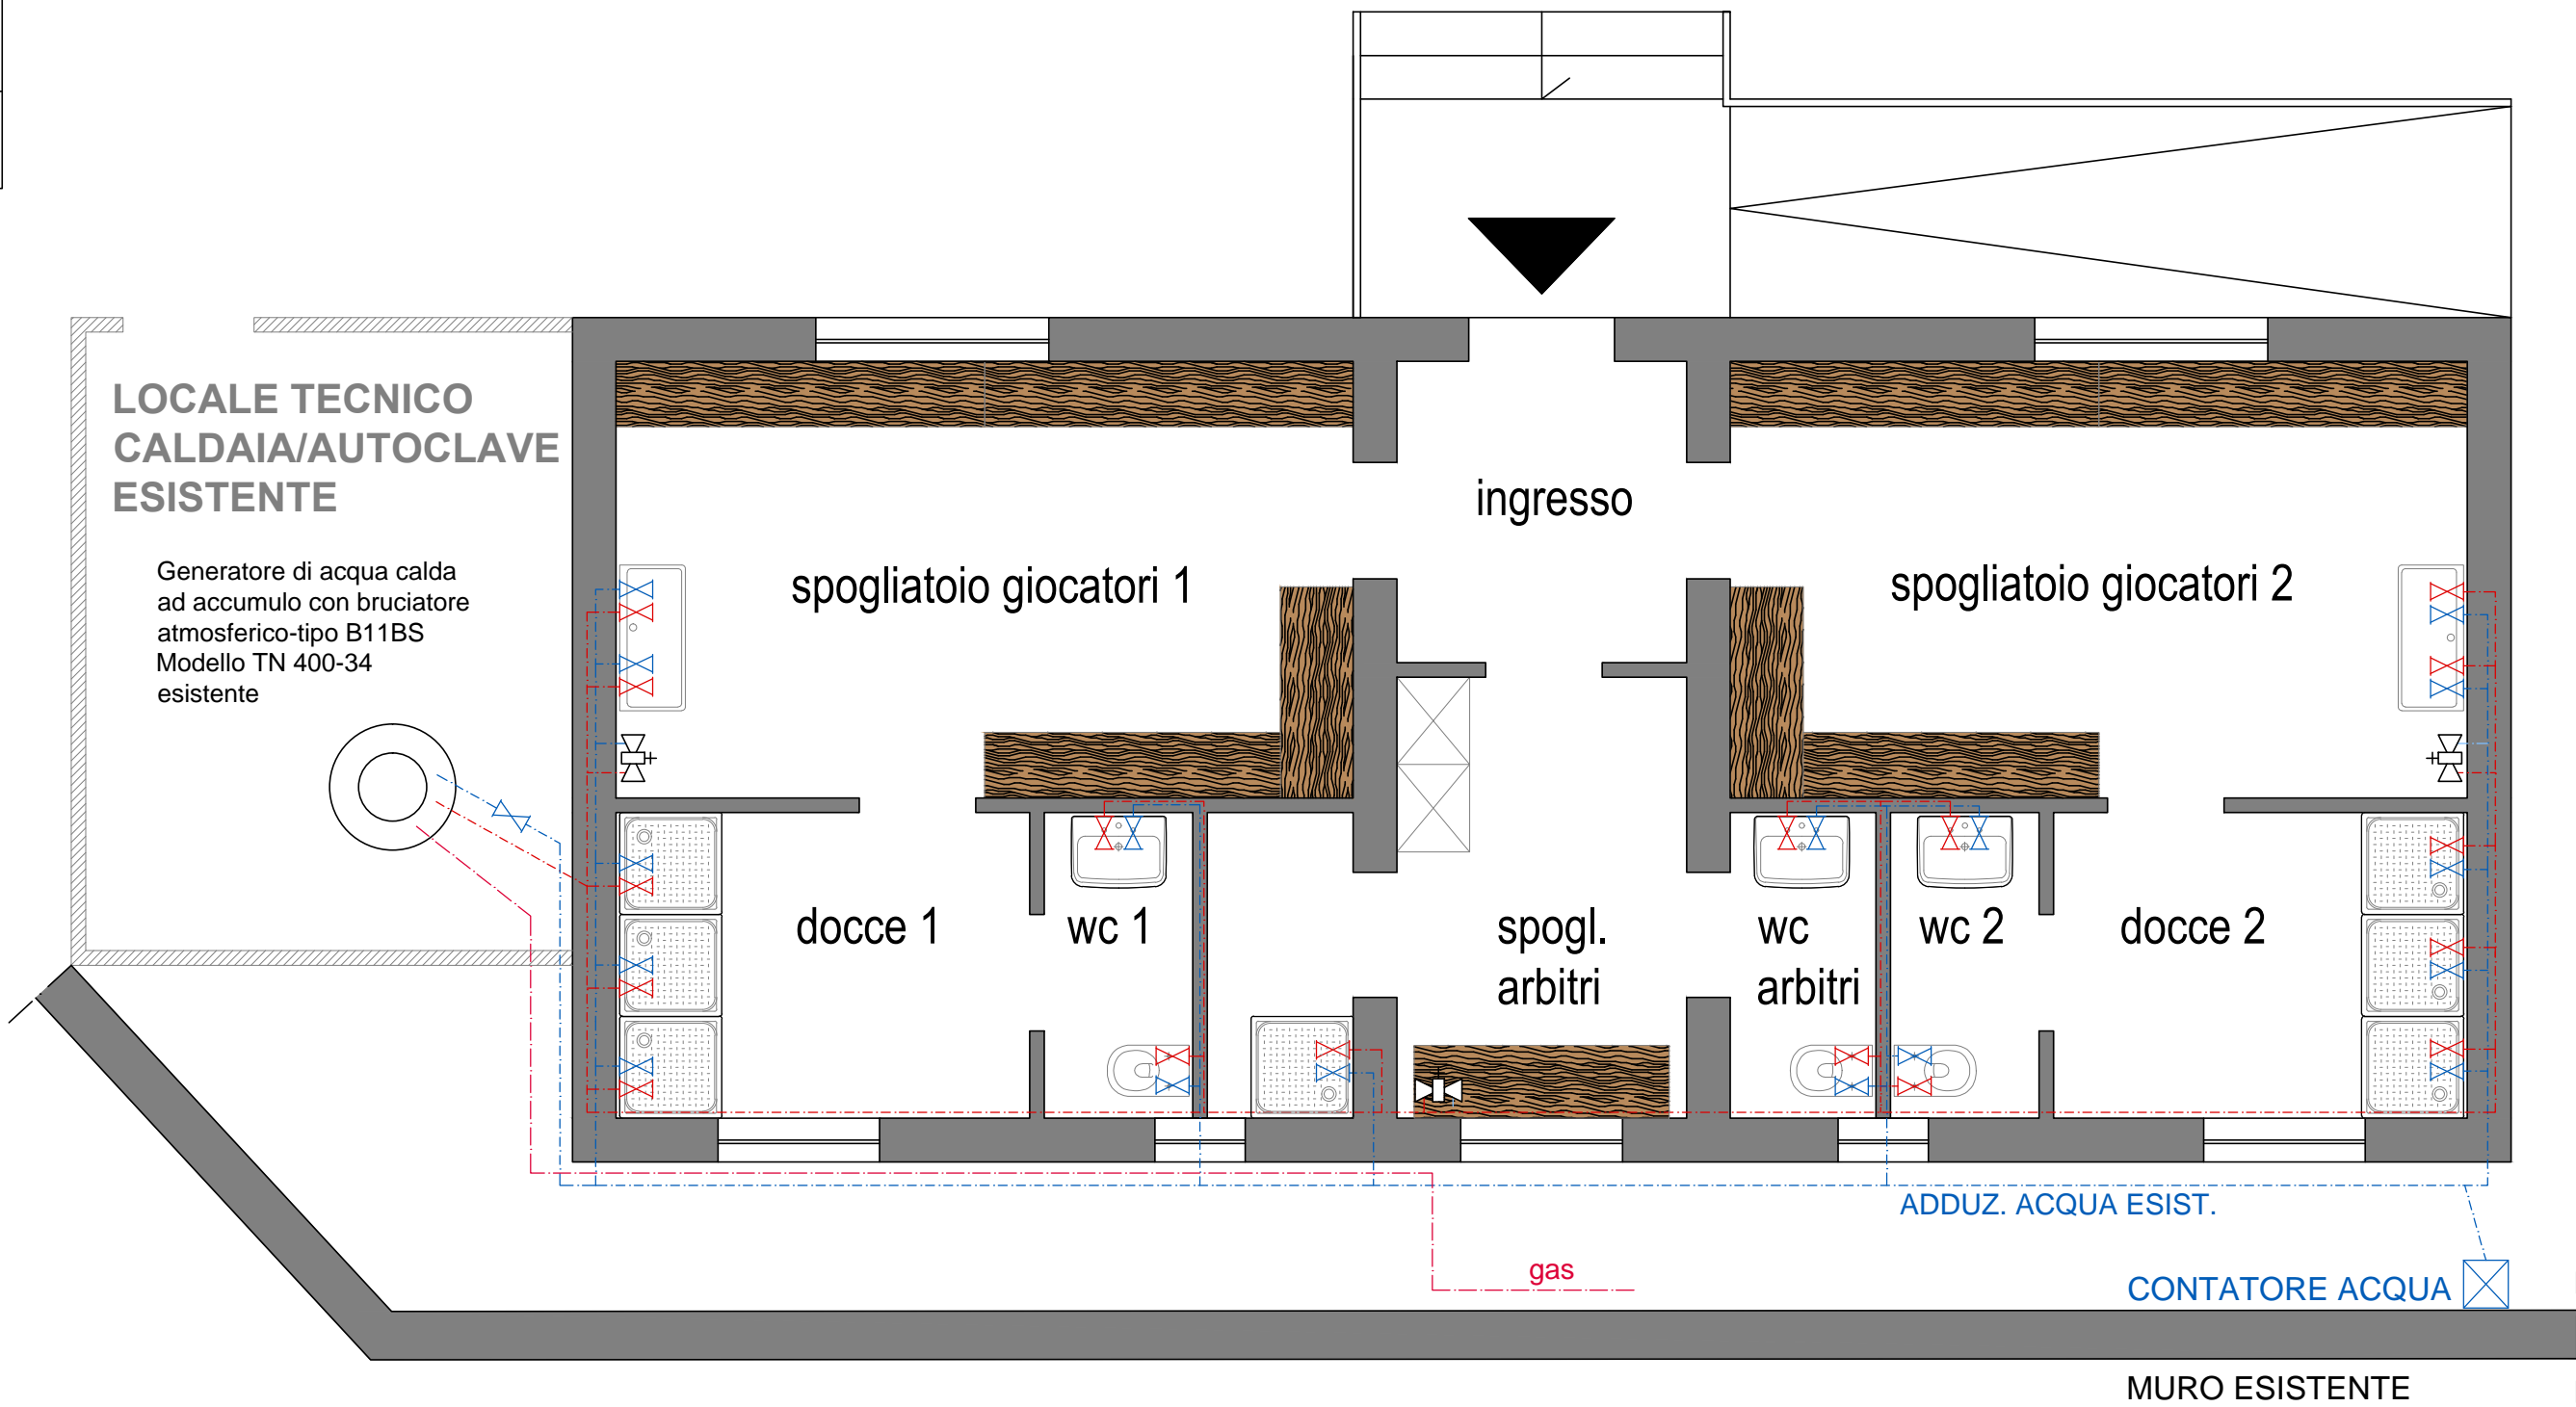 LOCALE TECNICO
CALDAIA/AUTOCLAVE
ESISTENTE
Generatore di acqua calda
ad accumulo con bruciatore
atmosferico-tipo B11BS
Modello TN 400-34
esistente
ingresso
spogliatoio giocatori 1
spogliatoio giocatori 2
docce 1
wc 1
spogl.
arbitri
wc
arbitri
wc 2
docce 2
ADDUZ. ACQUA ESIST.
gas
CONTATORE ACQUA
MURO ESISTENTE